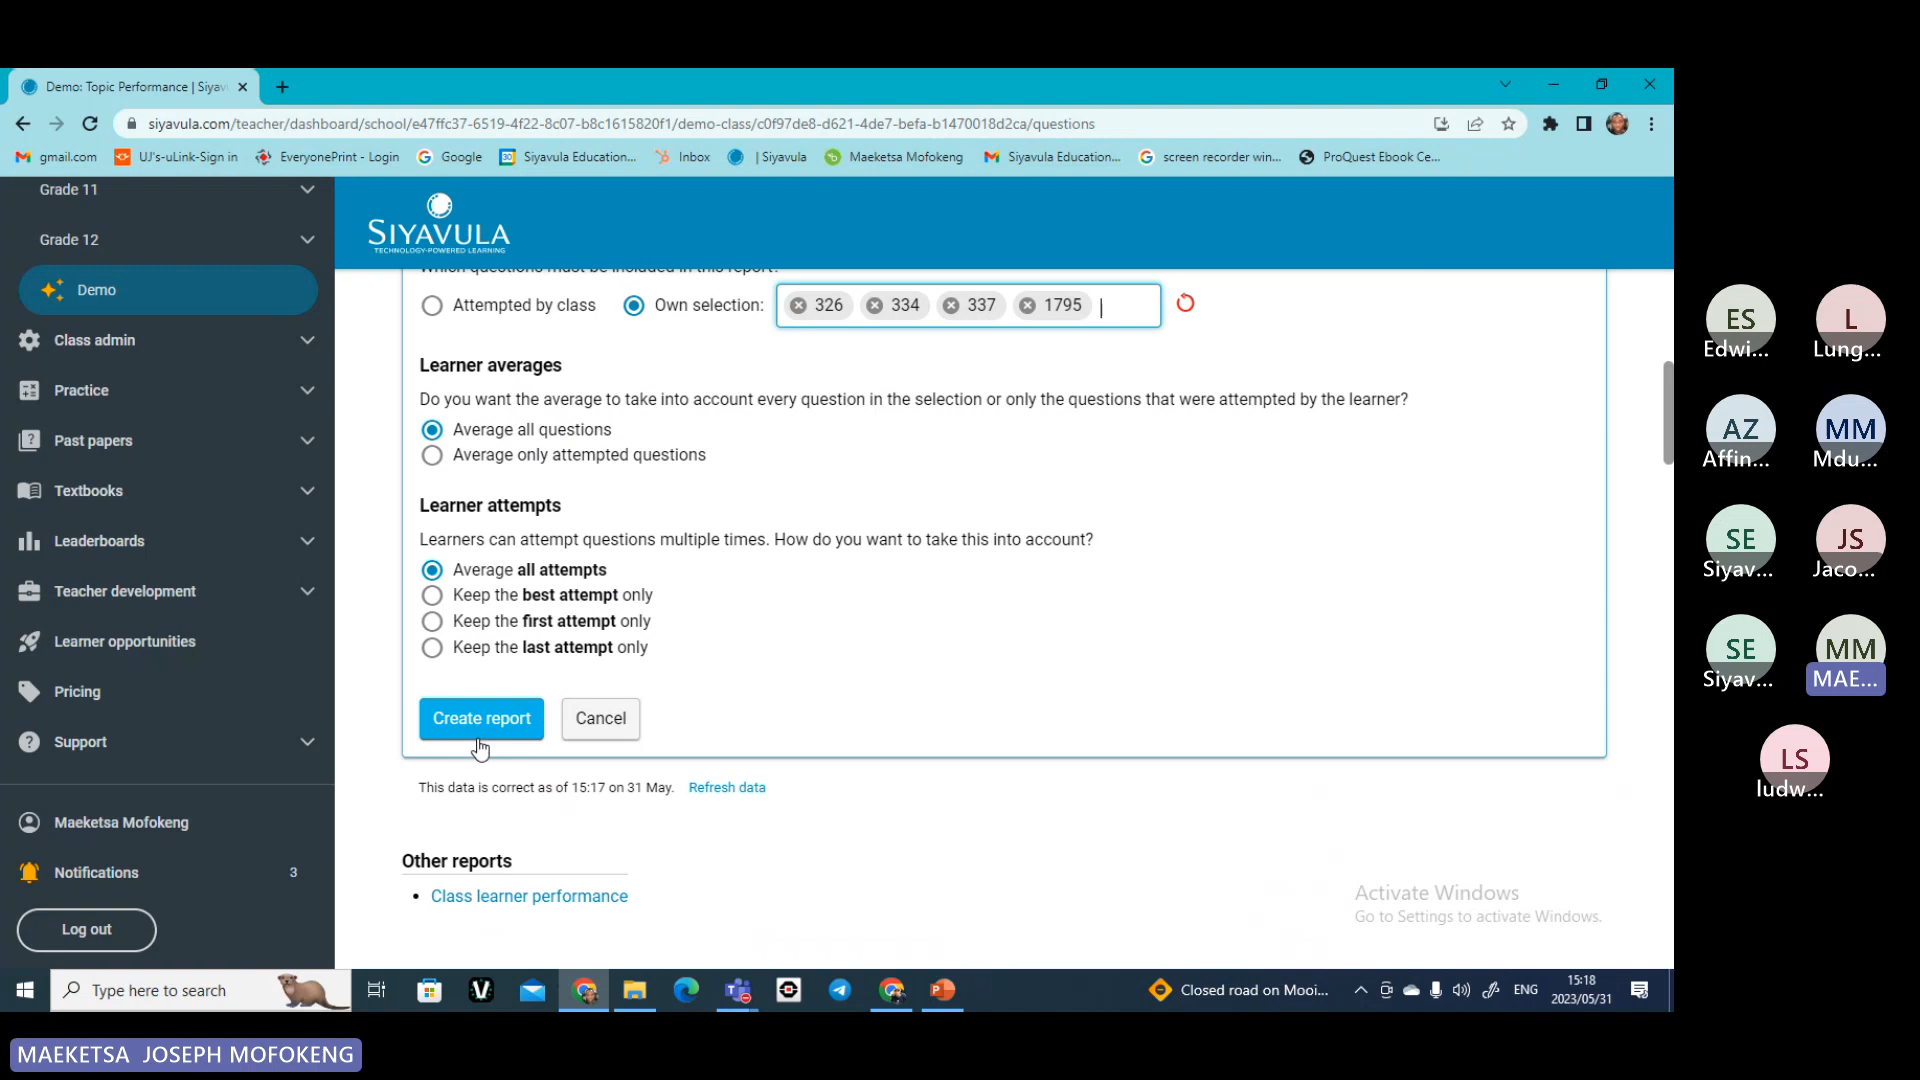 Demo: Topic Performance | Siyav
siyavula.com/teacher/dashboard/school/e47ffc37-6519-4f22-8c07-b8c1615820f1/demo-class/c0f97de8-d621-4de7-befa-b1470018d2ca/questions
gmail.com UJ's-uLink-Sign in EveryonePrint - Login Google Siyavula Education... Inbox | Siyavula Maeketsa Mofokeng Siyavula Education... screen recorder win... ProQuest Ebook Ce...
Grade 11
Grade 12
Demo
Class admin
Practice
Past papers
Textbooks
Leaderboards
Teacher development
Learner opportunities
Pricing
Support
Maeketsa Mofokeng
Notifications 3
Log out
SIYAVULA
TECHNOLOGY-POWERED LEARNING
Which questions must be included in this report?
Attempted by class Own selection: 326 334 337 1795
Learner averages
Do you want the average to take into account every question in the selection or only the questions that were attempted by the learner?
Average all questions
Average only attempted questions
Learner attempts
Learners can attempt questions multiple times. How do you want to take this into account?
Average all attempts
Keep the best attempt only
Keep the first attempt only
Keep the last attempt only
Create report Cancel
This data is correct as of 15:17 on 31 May. Refresh data
Other reports
• Class learner performance
Activate Windows
Go to Settings to activate Windows.
Type here to search
Closed road on Mooi...
ENG
15:18
2023/05/31
ES L
Edwi... Lung...
AZ MM
Affin... Mdu...
SE JS
Siyav... Jaco...
SE MM
Siyav... MAE...
LS
ludw...
MAEKETSA JOSEPH MOFOKENG